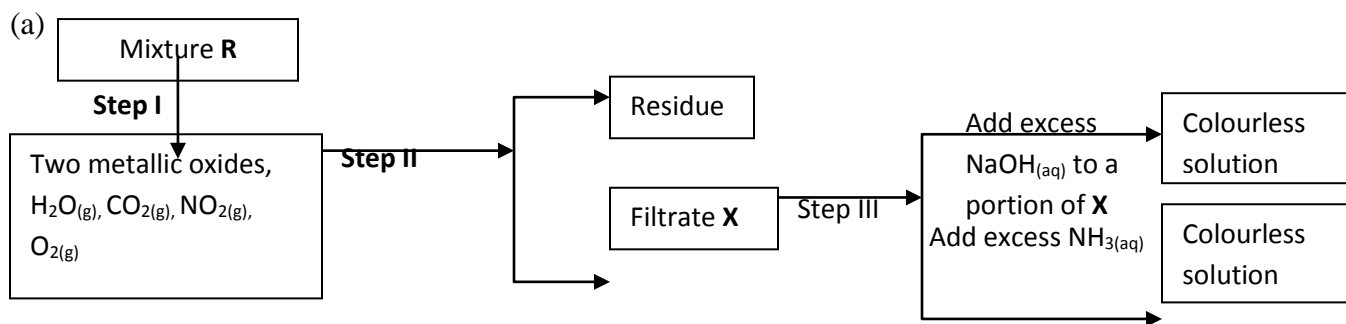 (a)
Mixture R
Step I
Two metallic oxides,
H₂O(g), CO₂(g), NO₂(g),
O₂(g)
Step II
Residue
Filtrate X
Step III
Add excess
NaOH(aq) to a
portion of X
Add excess NH₃(aq)
Colourless
solution
Colourless
solution